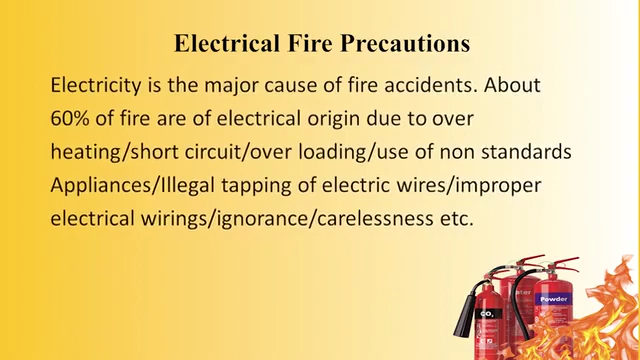 Electrical Fire Precautions
Electricity is the major cause of fire accidents. About
60% of fire are of electrical origin due to over
heating/short circuit/over loading/use of non standards
Appliances/Illegal tapping of electric wires/improper
electrical wirings/ignorance/carelessness etc.
Powder
CO₂